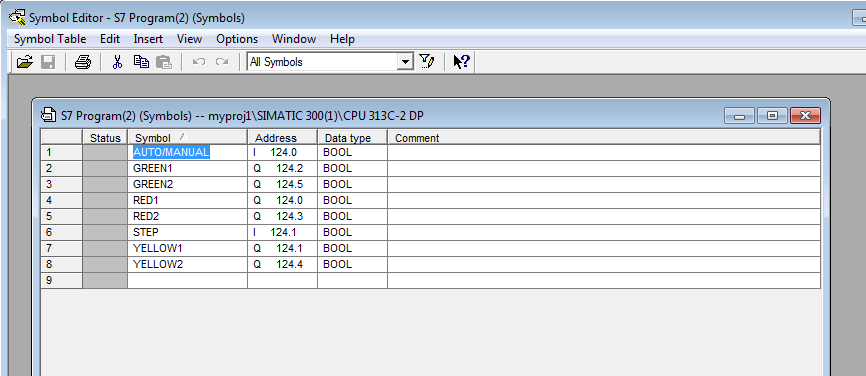 Symbol Editor - S7 Program(2) (Symbols)
Symbol Table Edit Insert View Options Window Help
All Symbols
S7 Program(2) (Symbols) -- myproj1\SIMATIC 300(1)\CPU 313C-2 DP
Status Symbol Address Data type Comment
1 AUTO/MANUAL I 124.0 BOOL
2 GREEN1 Q 124.2 BOOL
3 GREEN2 Q 124.5 BOOL
4 RED1 Q 124.0 BOOL
5 RED2 Q 124.3 BOOL
6 STEP I 124.1 BOOL
7 YELLOW1 Q 124.1 BOOL
8 YELLOW2 Q 124.4 BOOL
9